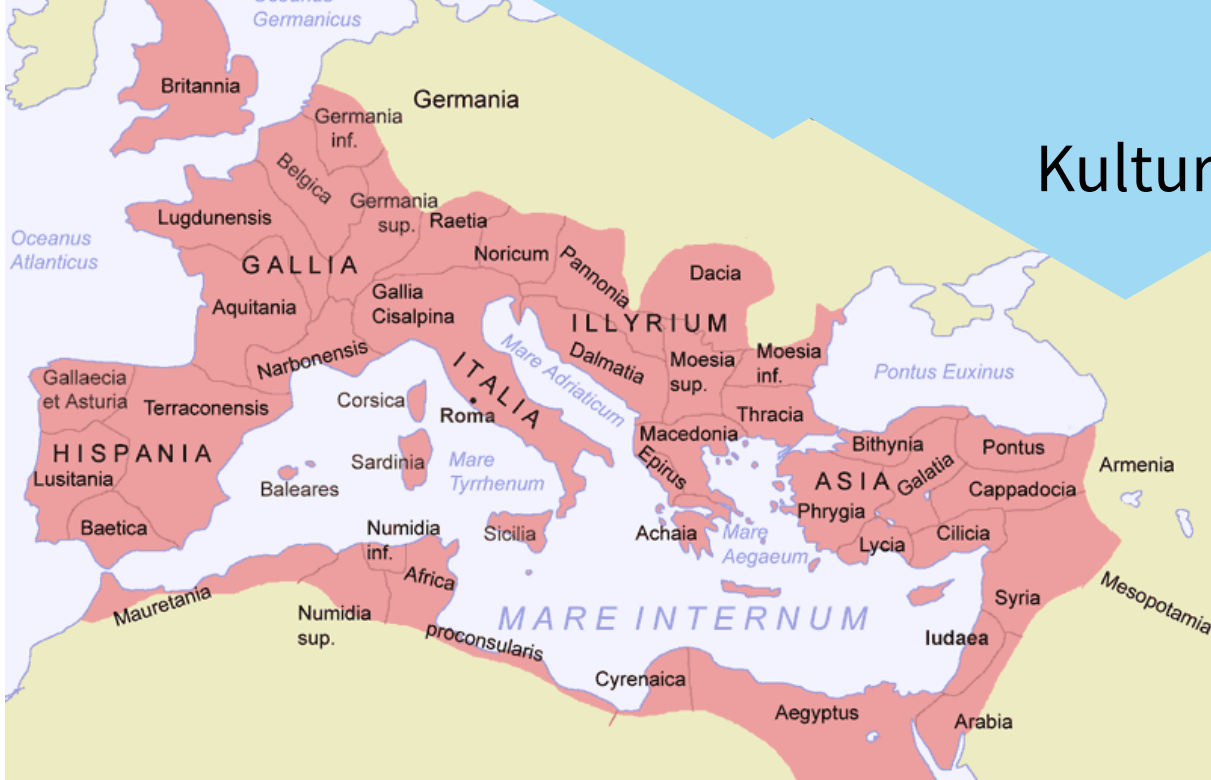 Oceanus
Germanicus
Britannia
Germania
Germania
inf.
Kultur
Belgica
Germania
sup.
Lugdunensis
Raetia
Oceanus
Atlanticus
Noricum
Pannonia
Dacia
GALLIA
Gallia
Cisalpina
Aquitania
ILLYRIUM
Narbonensis
Mare Adriaticum
Dalmatia
Moesia
sup.
Moesia
inf.
Pontus Euxinus
Gallaecia
et Asturia
Terraconensis
Corsica
ITALIA
Roma
Thracia
Macedonia
Bithynia
Pontus
HISPANIA
Lusitania
Sardinia
Mare
Tyrrhenum
Epirus
ASIA
Galatia
Armenia
Baleares
Cappadocia
Phrygia
Baetica
Numidia
inf.
Sicilia
Achaia
Mare
Aegaeum
Lycia
Cilicia
Africa
proconsularis
Mauretania
Numidia
sup.
MARE INTERNUM
Syria
Mesopotamia
Iudaea
Cyrenaica
Aegyptus
Arabia